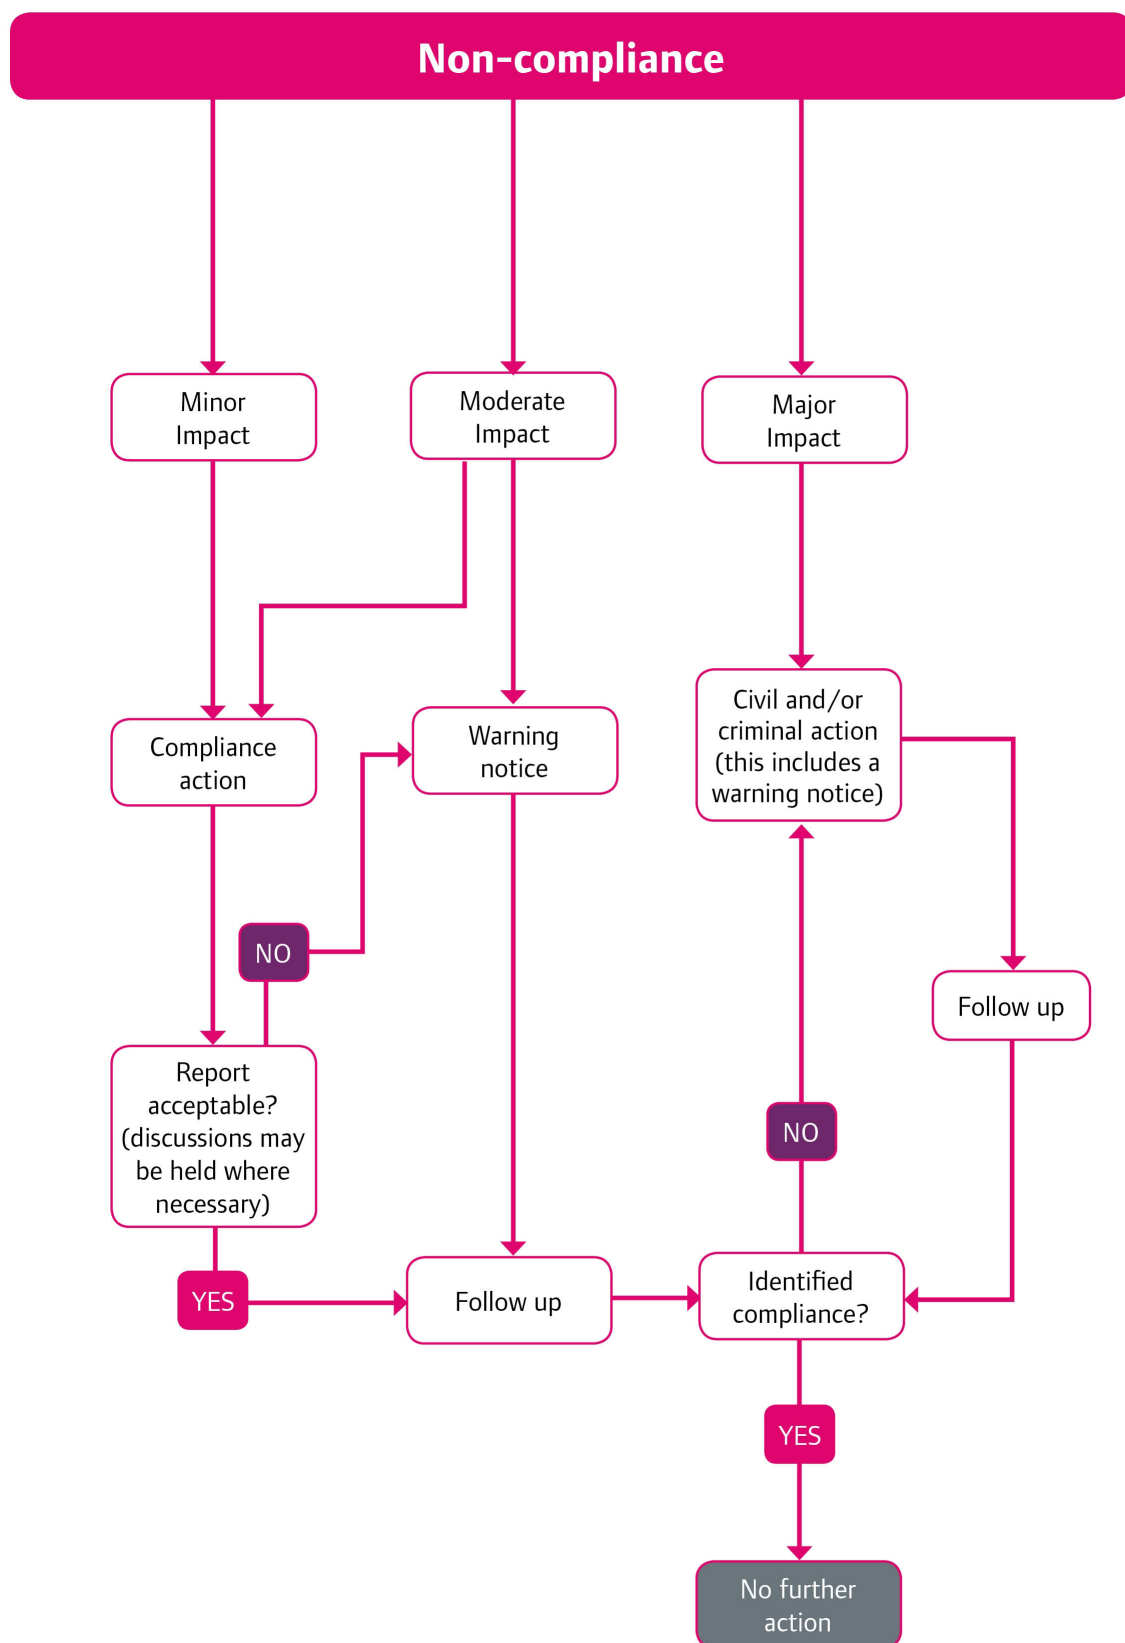 Non-compliance
Minor
Impact
Moderate
Impact
Major
Impact
Compliance
action
Warning
notice
Civil and/or
criminal action
(this includes a
warning notice)
NO
Follow up
Report
acceptable?
(discussions may
be held where
necessary)
NO
YES
Follow up
Identified
compliance?
YES
No further
action